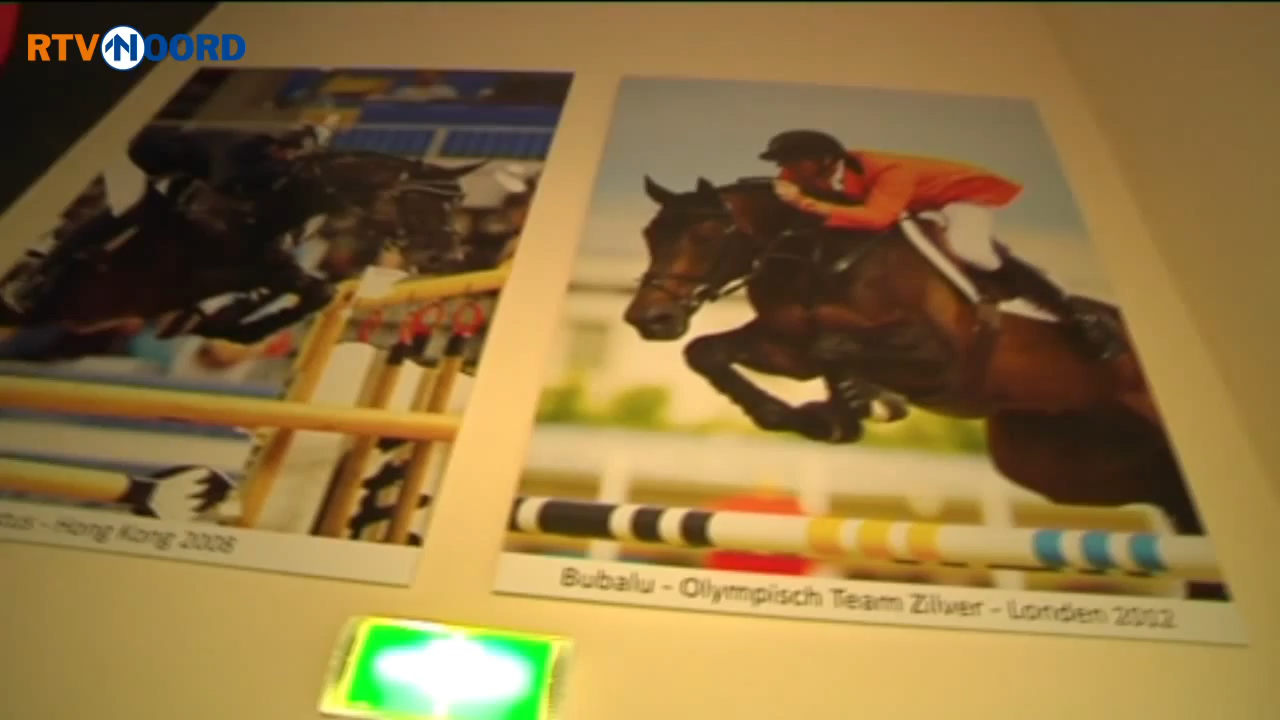 RTV NOORD
- Hong Kong 2008
Bubalu - Olympisch Team Zilver - Londen 2012